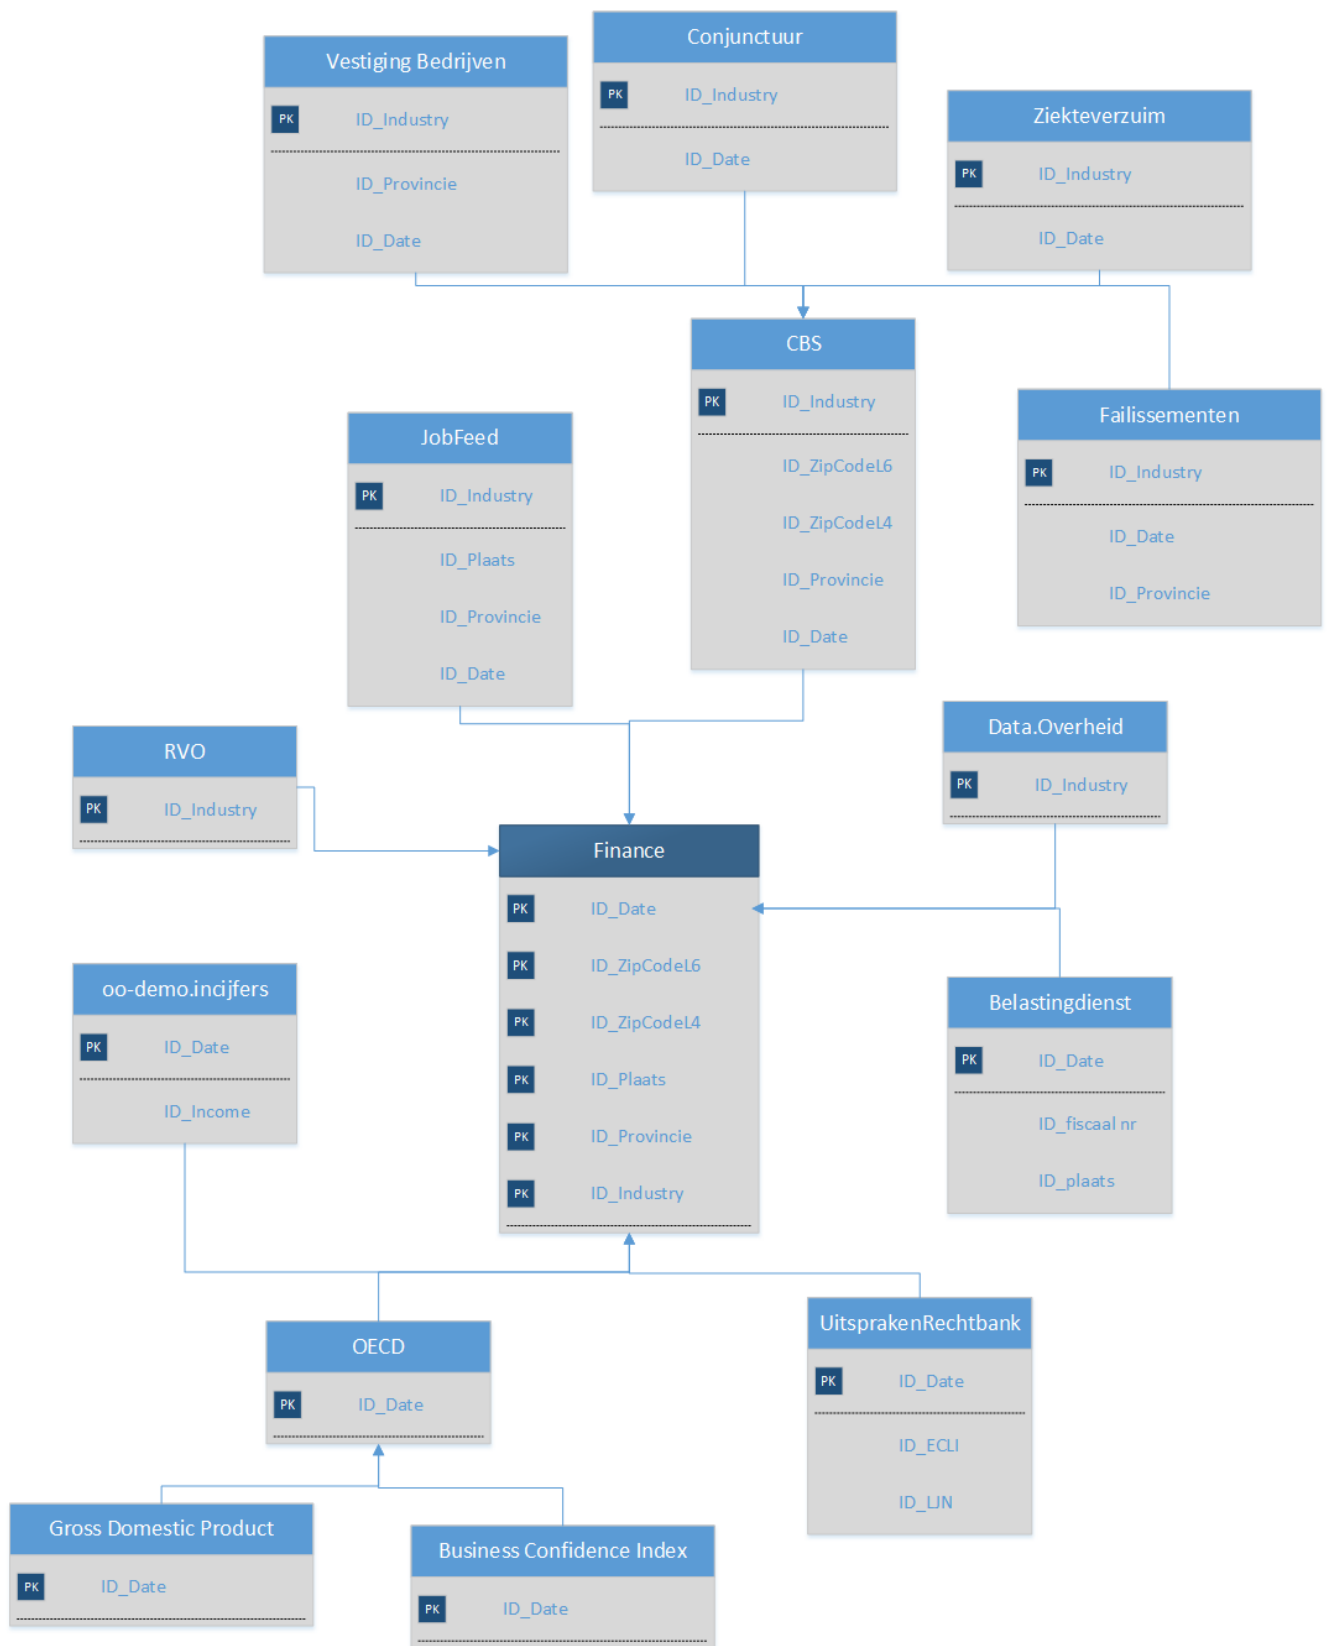 Vestiging Bedrijven
PK ID_Industry
ID_Provincie
ID_Date
Conjunctuur
PK ID_Industry
ID_Date
Ziekteverzuim
PK ID_Industry
ID_Date
CBS
PK ID_Industry
ID_ZipCodeL6
ID_ZipCodeL4
ID_Provincie
ID_Date
Failissementen
PK ID_Industry
ID_Date
ID_Provincie
JobFeed
PK ID_Industry
ID_Plaats
ID_Provincie
ID_Date
RVO
PK ID_Industry
Data.Overheid
PK ID_Industry
Finance
PK ID_Date
PK ID_ZipCodeL6
PK ID_ZipCodeL4
PK ID_Plaats
PK ID_Provincie
PK ID_Industry
oo-demo.incijfers
PK ID_Date
ID_Income
Belastingdienst
PK ID_Date
ID_fiscaal nr
ID_plaats
OECD
PK ID_Date
UitsprakenRechtbank
PK ID_Date
ID_ECLI
ID_LJN
Gross Domestic Product
PK ID_Date
Business Confidence Index
PK ID_Date